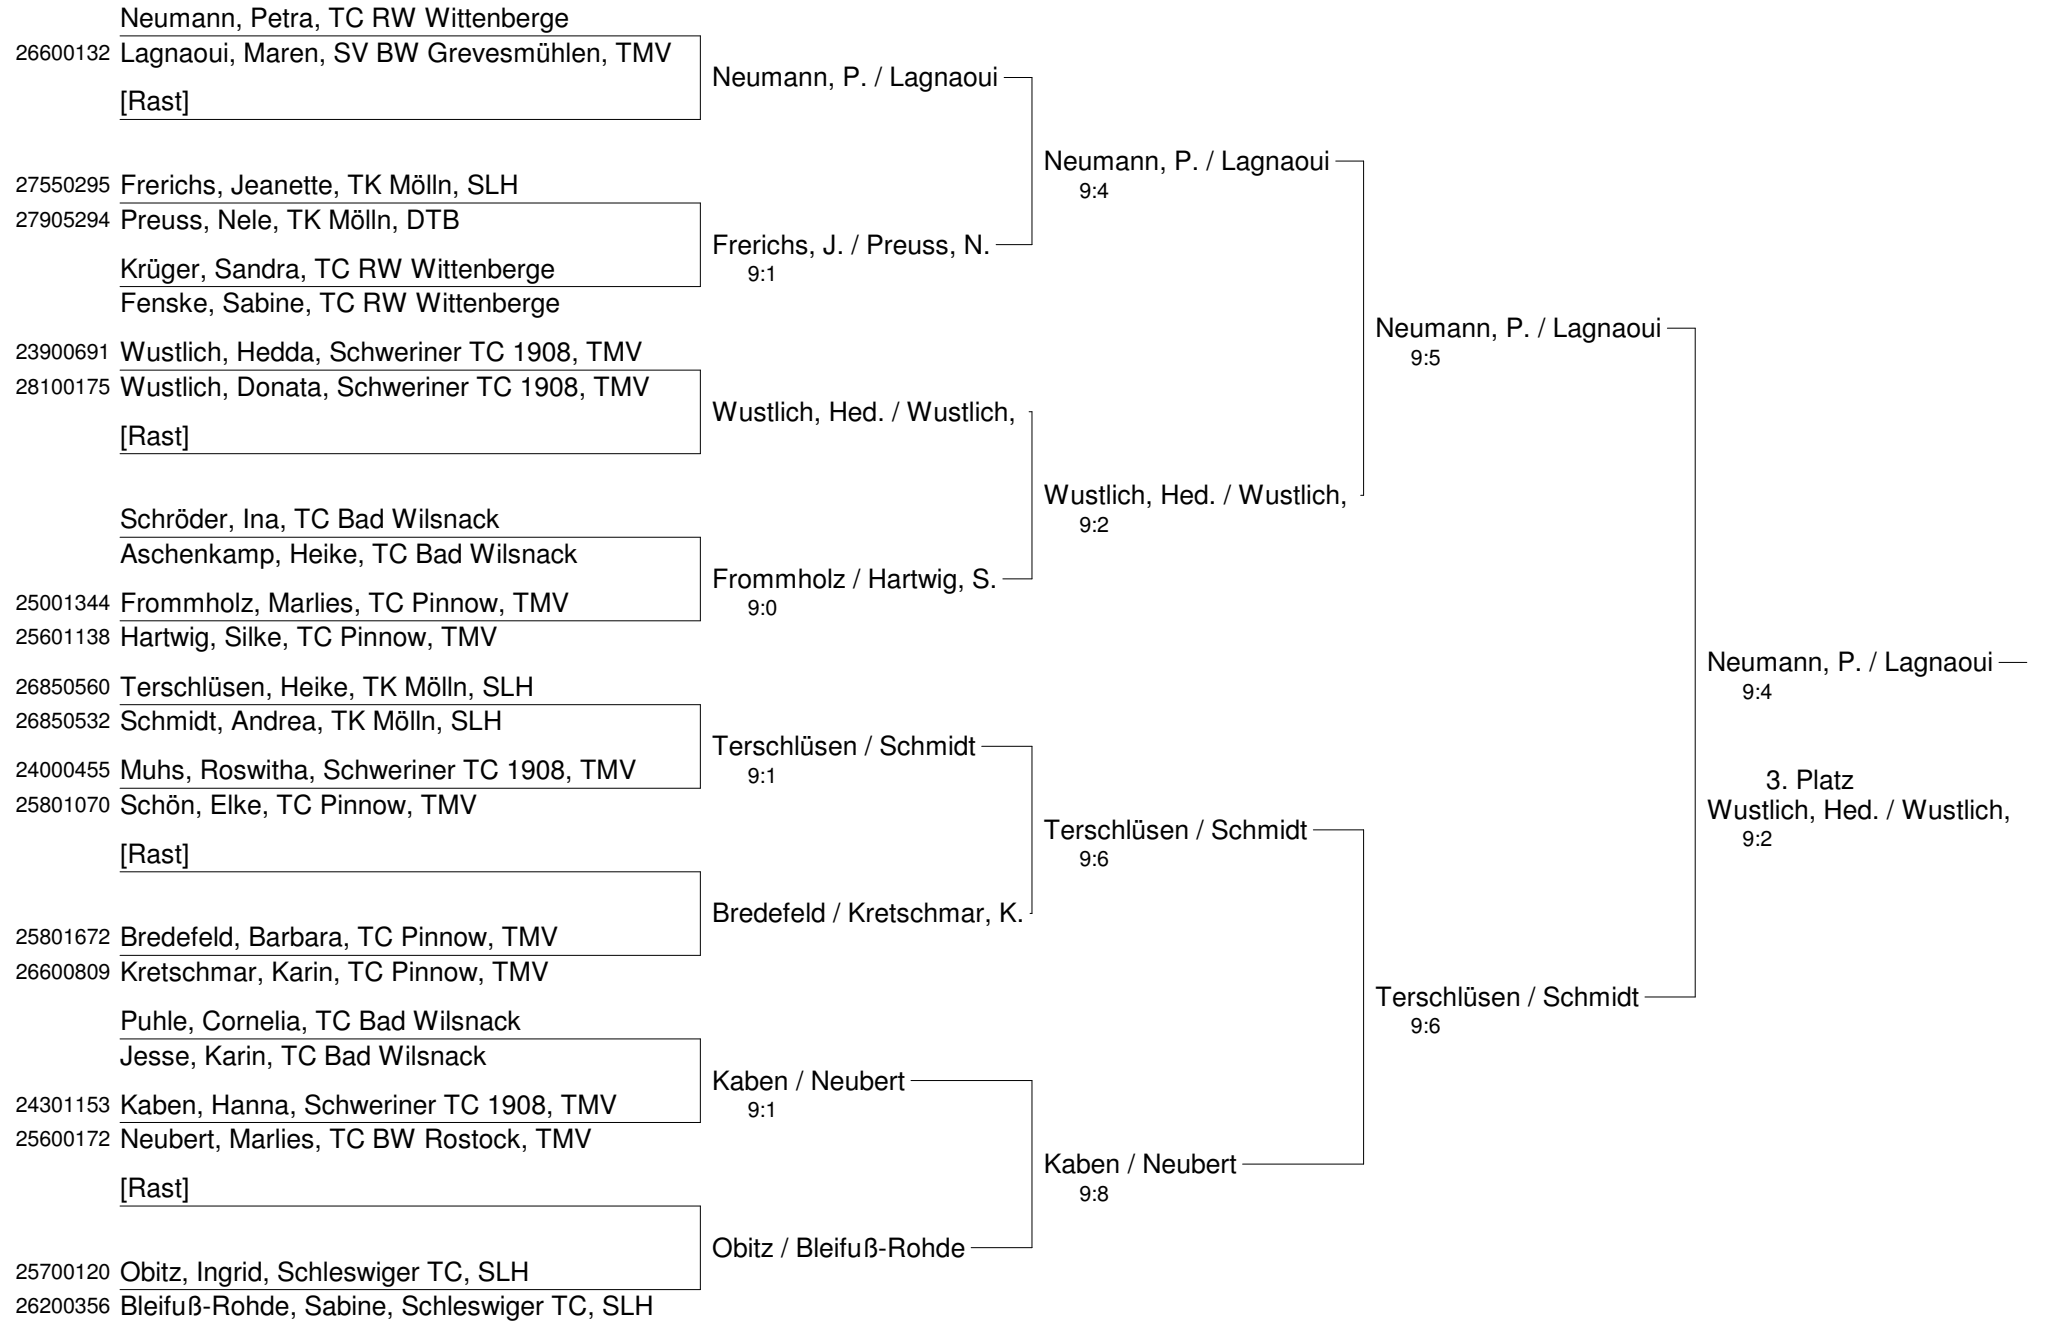 Neumann, Petra, TC RW Wittenberge
26600132 Lagnaoui, Maren, SV BW Grevesmühlen, TMV
[Rast]
27550295 Frerichs, Jeanette, TK Mölln, SLH
27905294 Preuss, Nele, TK Mölln, DTB
Krüger, Sandra, TC RW Wittenberge
Fenske, Sabine, TC RW Wittenberge
23900691 Wustlich, Hedda, Schweriner TC 1908, TMV
28100175 Wustlich, Donata, Schweriner TC 1908, TMV
[Rast]
Schröder, Ina, TC Bad Wilsnack
Aschenkamp, Heike, TC Bad Wilsnack
25001344 Frommholz, Marlies, TC Pinnow, TMV
25601138 Hartwig, Silke, TC Pinnow, TMV
26850560 Terschlüsen, Heike, TK Mölln, SLH
26850532 Schmidt, Andrea, TK Mölln, SLH
24000455 Muhs, Roswitha, Schweriner TC 1908, TMV
25801070 Schön, Elke, TC Pinnow, TMV
[Rast]
25801672 Bredefeld, Barbara, TC Pinnow, TMV
26600809 Kretschmar, Karin, TC Pinnow, TMV
Puhle, Cornelia, TC Bad Wilsnack
Jesse, Karin, TC Bad Wilsnack
24301153 Kaben, Hanna, Schweriner TC 1908, TMV
25600172 Neubert, Marlies, TC BW Rostock, TMV
[Rast]
25700120 Obitz, Ingrid, Schleswiger TC, SLH
26200356 Bleifuß-Rohde, Sabine, Schleswiger TC, SLH
Neumann, P. / Lagnaoui
Frerichs, J. / Preuss, N.
9:1
Wustlich, Hed. / Wustlich,
Frommholz / Hartwig, S.
9:0
Terschlüsen / Schmidt
9:1
Bredefeld / Kretschmar, K.
Kaben / Neubert
9:1
Obitz / Bleifuß-Rohde
Neumann, P. / Lagnaoui
9:4
Wustlich, Hed. / Wustlich,
9:2
Terschlüsen / Schmidt
9:6
Kaben / Neubert
9:8
Neumann, P. / Lagnaoui
9:5
Terschlüsen / Schmidt
9:6
Neumann, P. / Lagnaoui
9:4
3. Platz
Wustlich, Hed. / Wustlich,
9:2